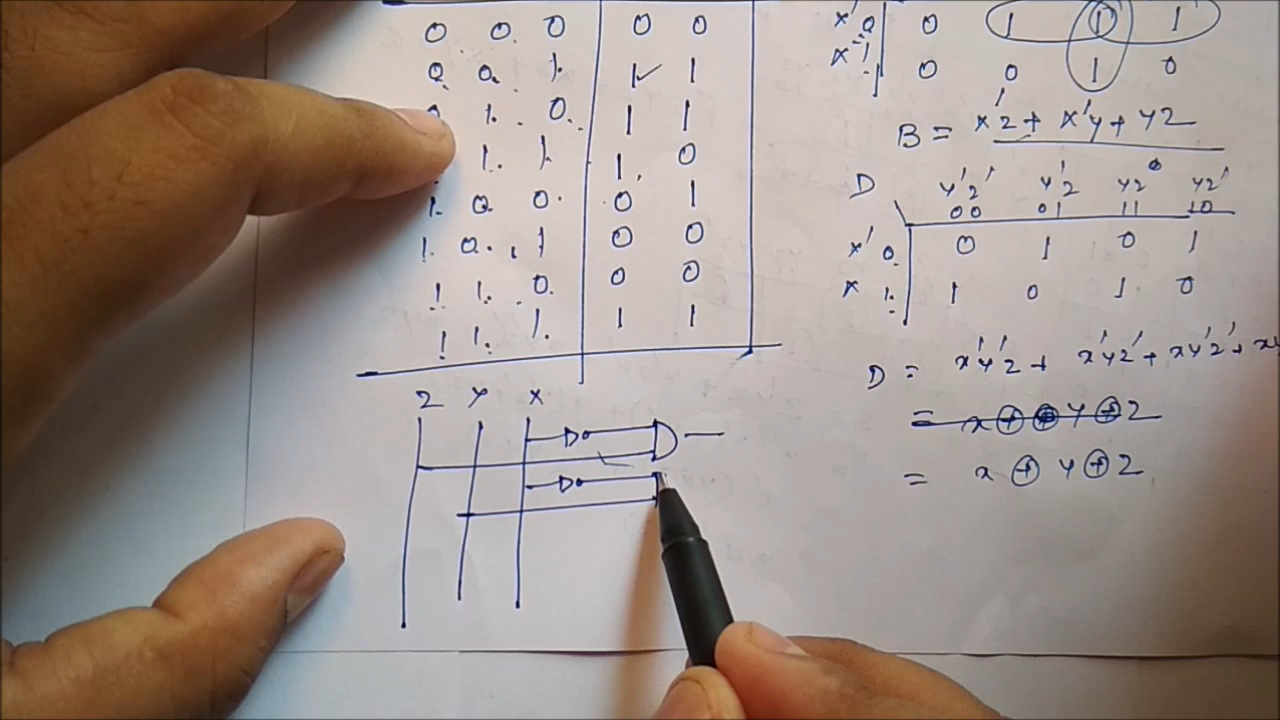 0 0. 0 0 0
0. 0. 1. 1✓ 1
1. 0. 1 1
1. 1. 1. 0
1. 0. 0. 0 1
1. 0. 1 0 0
1 1. 0. 0 0
1 1. 1. 1 1
z y x
x' 0 0 1 1 1
1 0 0 1 0
B = x'z + x'y + yz
D y'z' y'z yz yz'
00 01 11 10
x' 0. 0 1 0 1
x 1. 1 0 1 0
D = x'y'z + x'yz' + xy'z' + xy
= x ⊕ y ⊕ z
= x ⊕ y ⊕ z